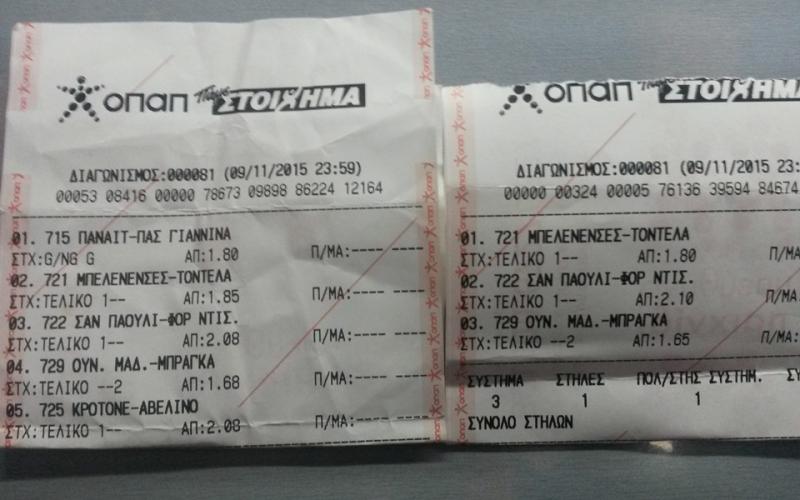 οπαπ Πάμε ΣΤΟΙΧΗΜΑ
ΔΙΑΓΩΝΙΣΜΟΣ:000081 (09/11/2015 23:59)
00053 08416 00000 78673 09898 86224 12164
01. 715 ΠΑΝΑΙΤ-ΠΑΣ ΓΙΑΝΝΙΝΑ
ΣΤΧ:G/NG G ΑΠ:1.80 Π/ΜΑ:---- ----
02. 721 ΜΠΕΛΕΝΕΝΣΕΣ-ΤΟΝΤΕΛΑ
ΣΤΧ:ΤΕΛΙΚΟ 1-- ΑΠ:1.85 Π/ΜΑ:---- ----
03. 722 ΣΑΝ ΠΑΟΥΛΙ-ΦΟΡ ΝΤΙΣ.
ΣΤΧ:ΤΕΛΙΚΟ 1-- ΑΠ:2.08 Π/ΜΑ:---- ----
04. 729 ΟΥΝ. ΜΑΔ.-ΜΠΡΑΓΚΑ
ΣΤΧ:ΤΕΛΙΚΟ --2 ΑΠ:1.68 Π/ΜΑ:---- ----
05. 725 ΚΡΟΤΟΝΕ-ΑΒΕΛΙΝΟ
ΣΤΧ:ΤΕΛΙΚΟ 1-- ΑΠ:2.08 Π/ΜΑ:---- ----
οπαπ ΣΤΟΙΧΗΜΑ
ΔΙΑΓΩΝΙΣΜΟΣ:000081 (09/11/2015 23:59)
00000 00324 00005 76136 39594 84674
01. 721 ΜΠΕΛΕΝΕΝΣΕΣ-ΤΟΝΤΕΛΑ
ΣΤΧ:ΤΕΛΙΚΟ 1-- ΑΠ:1.80 Π/ΜΑ
02. 722 ΣΑΝ ΠΑΟΥΛΙ-ΦΟΡ ΝΤΙΣ.
ΣΤΧ:ΤΕΛΙΚΟ 1-- ΑΠ:2.10 Π/ΜΑ
03. 729 ΟΥΝ. ΜΑΔ.-ΜΠΡΑΓΚΑ
ΣΤΧ:ΤΕΛΙΚΟ --2 ΑΠ:1.65 Π/ΜΑ:
ΣΥΣΤΗΜΑ ΣΤΗΛΕΣ ΠΟΛ/ΣΤΗΣ ΣΥΣΤΗΜ. ΣΥ
3 1 1
ΣΥΝΟΛΟ ΣΤΗΛΩΝ